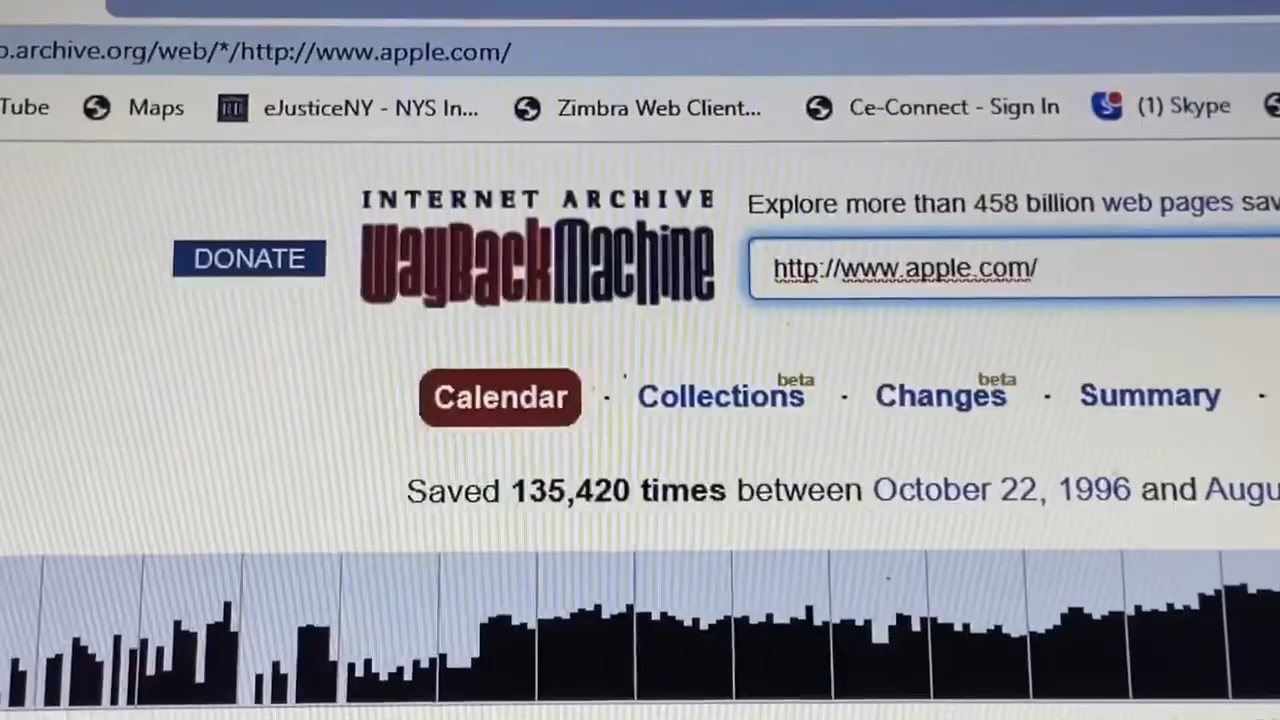 o.archive.org/web/*/http://www.apple.com/
Tube Maps eJusticeNY - NYS In... Zimbra Web Client... Ce-Connect - Sign In (1) Skype
INTERNET ARCHIVE
WayBackMachine
DONATE
Explore more than 458 billion web pages sav
http://www.apple.com/
Calendar · Collections beta · Changes beta · Summary ·
Saved 135,420 times between October 22, 1996 and Augu